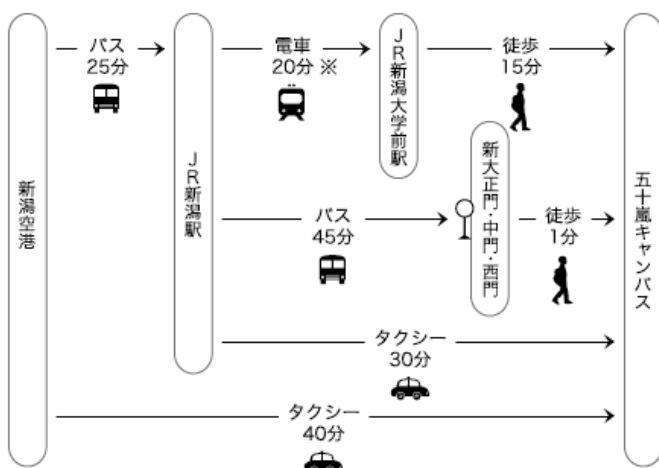 新潟空港
バス
25分
JR新潟駅
電車
20分 ※
JR新潟大学前駅
徒歩
15分
バス
45分
新大正門・中門・西門
徒歩
1分
タクシー
30分
タクシー
40分
五十嵐キャンパス